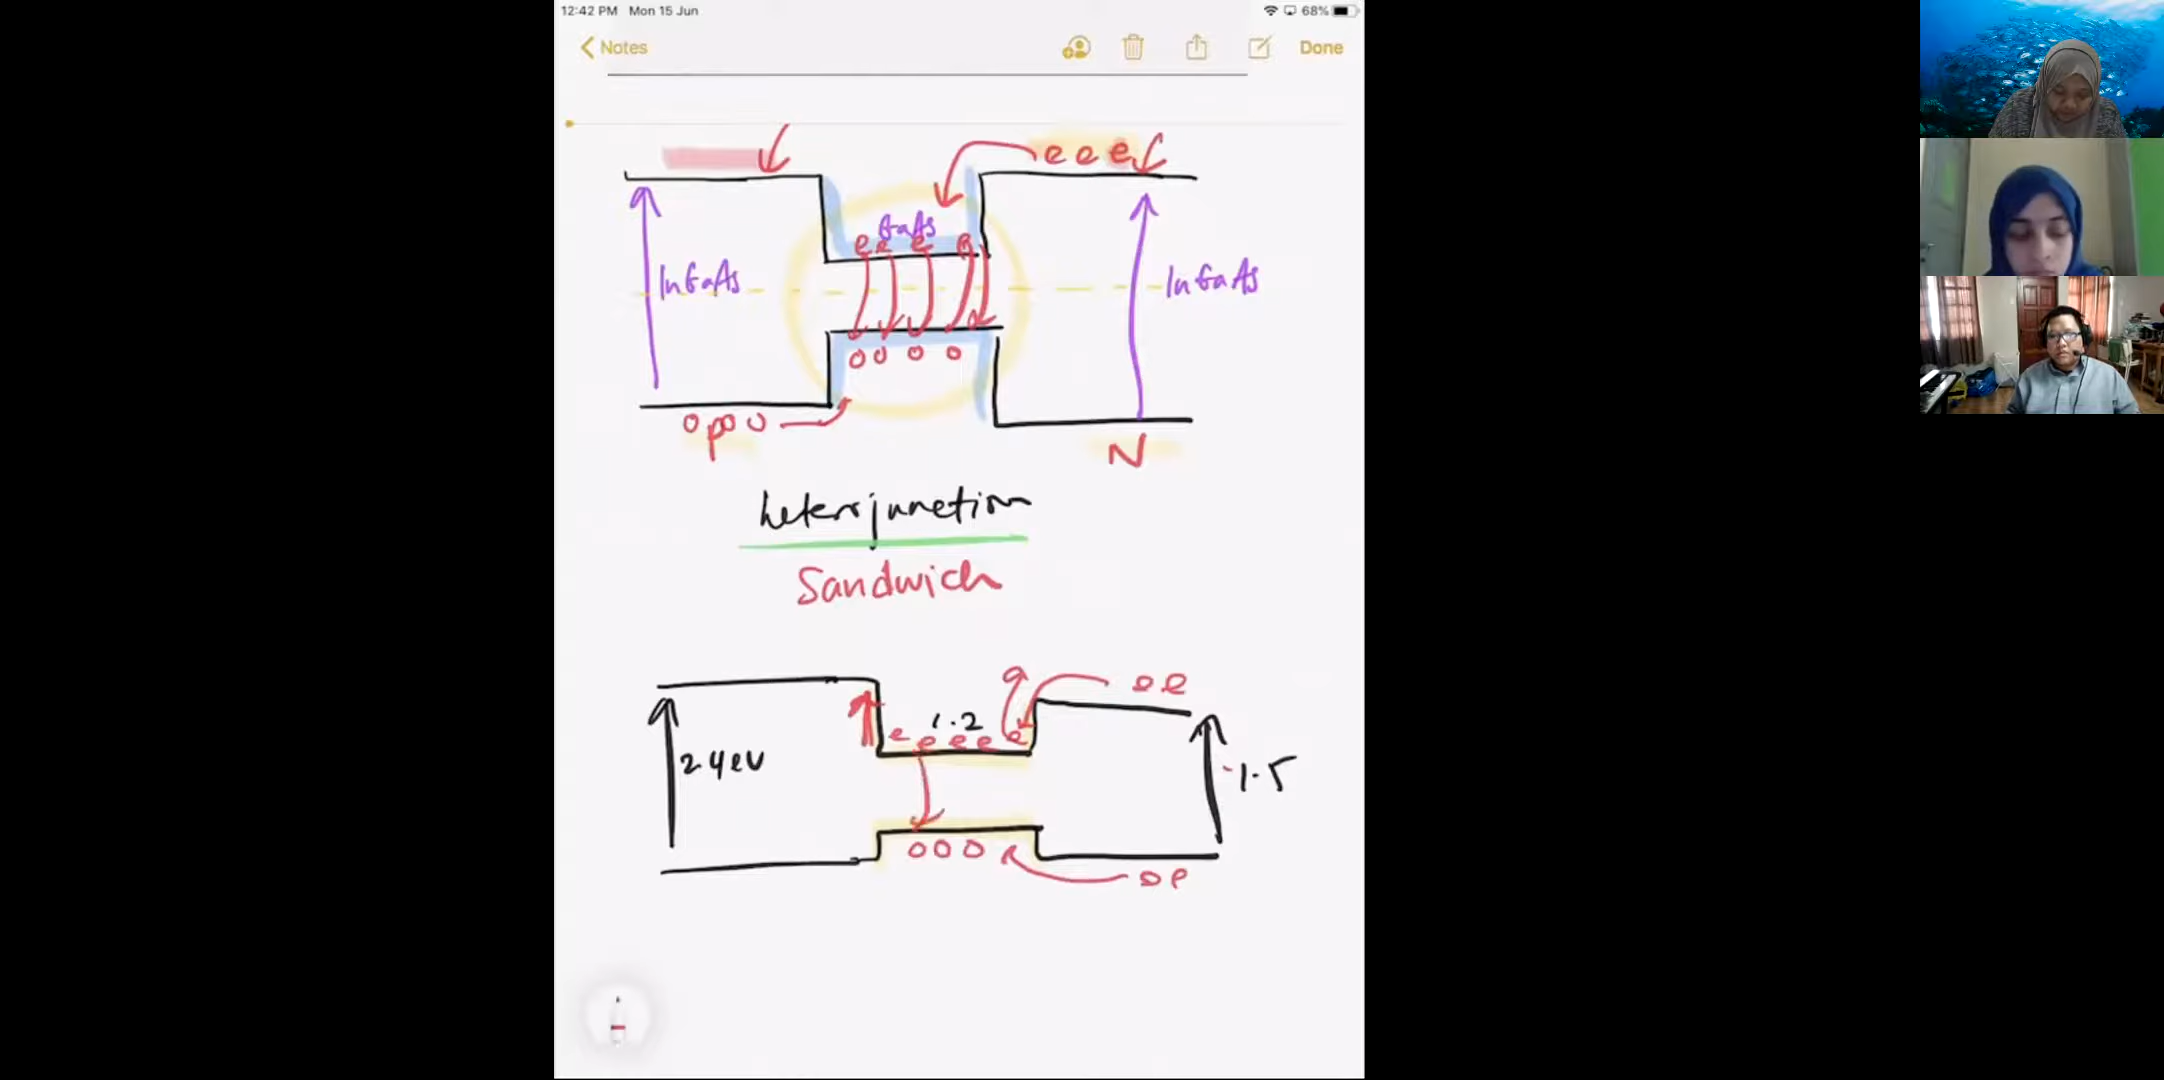 12:42 PM Mon 15 Jun
68%
Notes
Done
e e e
GaAs
e e e e
InGaAs
InGaAs
o o o o
o p o o
N
heterojunction
Sandwich
e e
1.2
e e e e e
2.4eV
1.5
o o o
o e